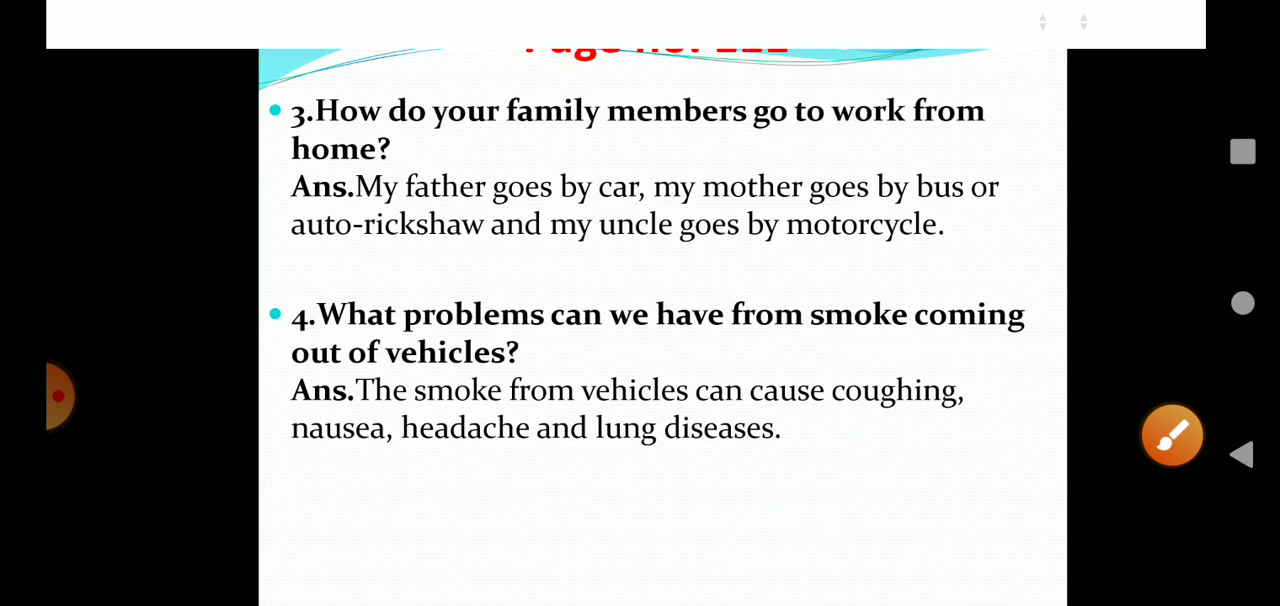 3.How do your family members go to work from
home?
Ans.My father goes by car, my mother goes by bus or
auto-rickshaw and my uncle goes by motorcycle.
4.What problems can we have from smoke coming
out of vehicles?
Ans.The smoke from vehicles can cause coughing,
nausea, headache and lung diseases.